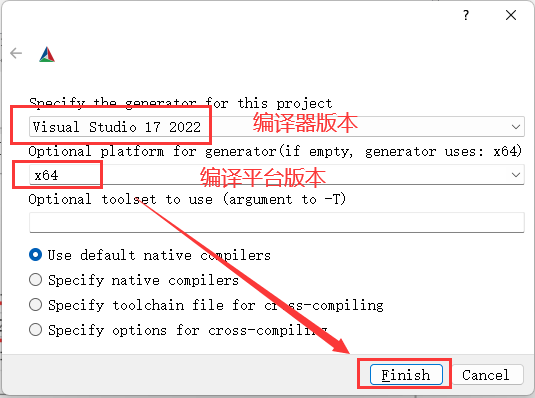 ?
Specify the generator for this project
Visual Studio 17 2022
编译器版本
Optional platform for generator(if empty, generator uses: x64)
x64
编译平台版本
Optional toolset to use (argument to -T)
Use default native compilers
Specify native compilers
Specify toolchain file for cross-compiling
Specify options for cross-compiling
Finish
Cancel